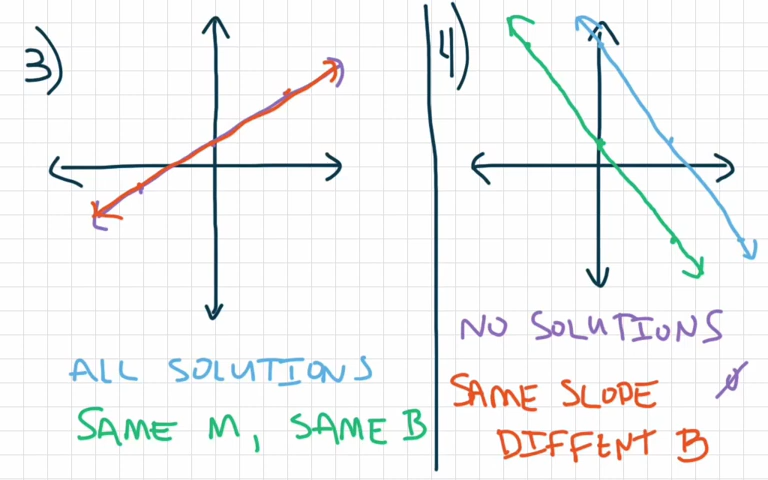 3)
ALL SOLUTIONS
SAME M, SAME B
4)
NO SOLUTIONS
SAME SLOPE ∅
DIFFENT B